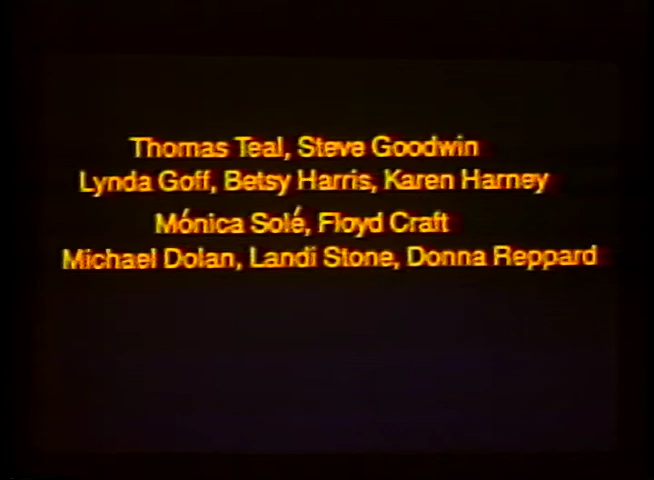 Thomas Teal, Steve Goodwin
Lynda Goff, Betsy Harris, Karen Harney
Mónica Solé, Floyd Craft
Michael Dolan, Landi Stone, Donna Reppard